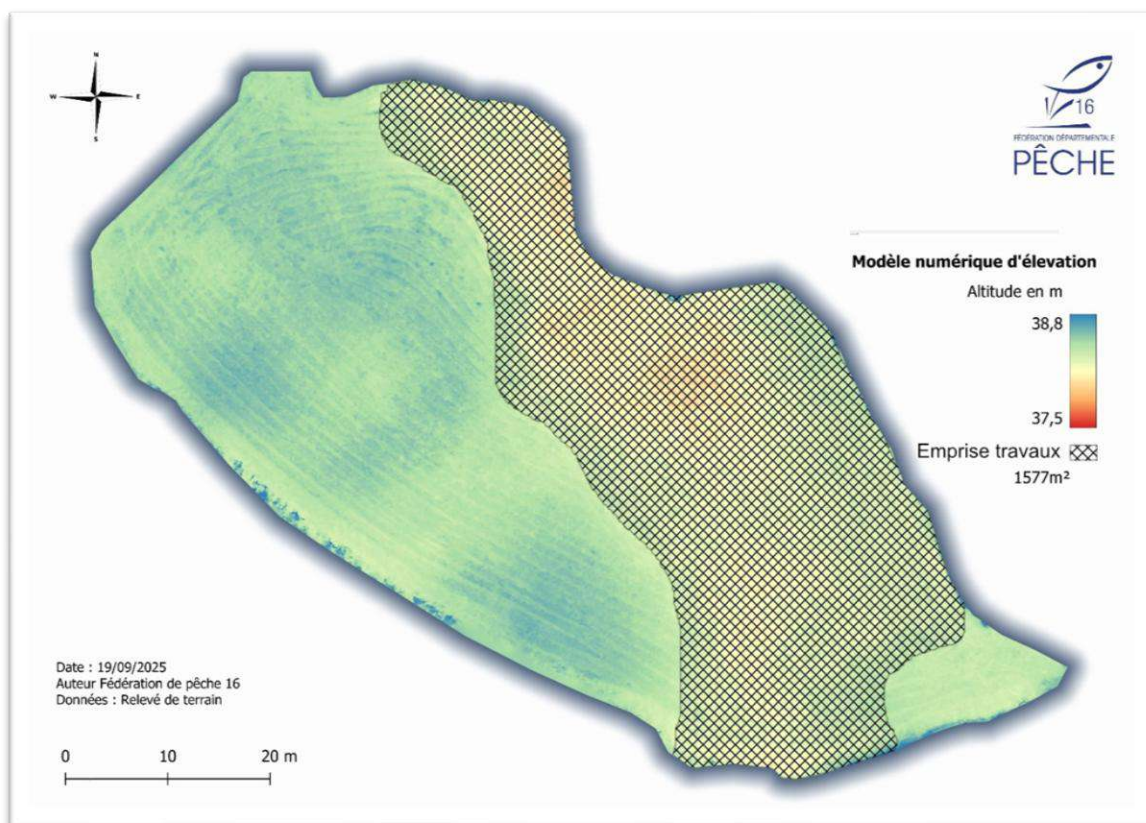 N
W
E
S
16
FÉDÉRATION DÉPARTEMENTALE
PÊCHE
Modèle numérique d'élevation
Altitude en m
38,8
37,5
Emprise travaux
1577m²
Date : 19/09/2025
Auteur Fédération de pêche 16
Données : Relevé de terrain
0 10 20 m